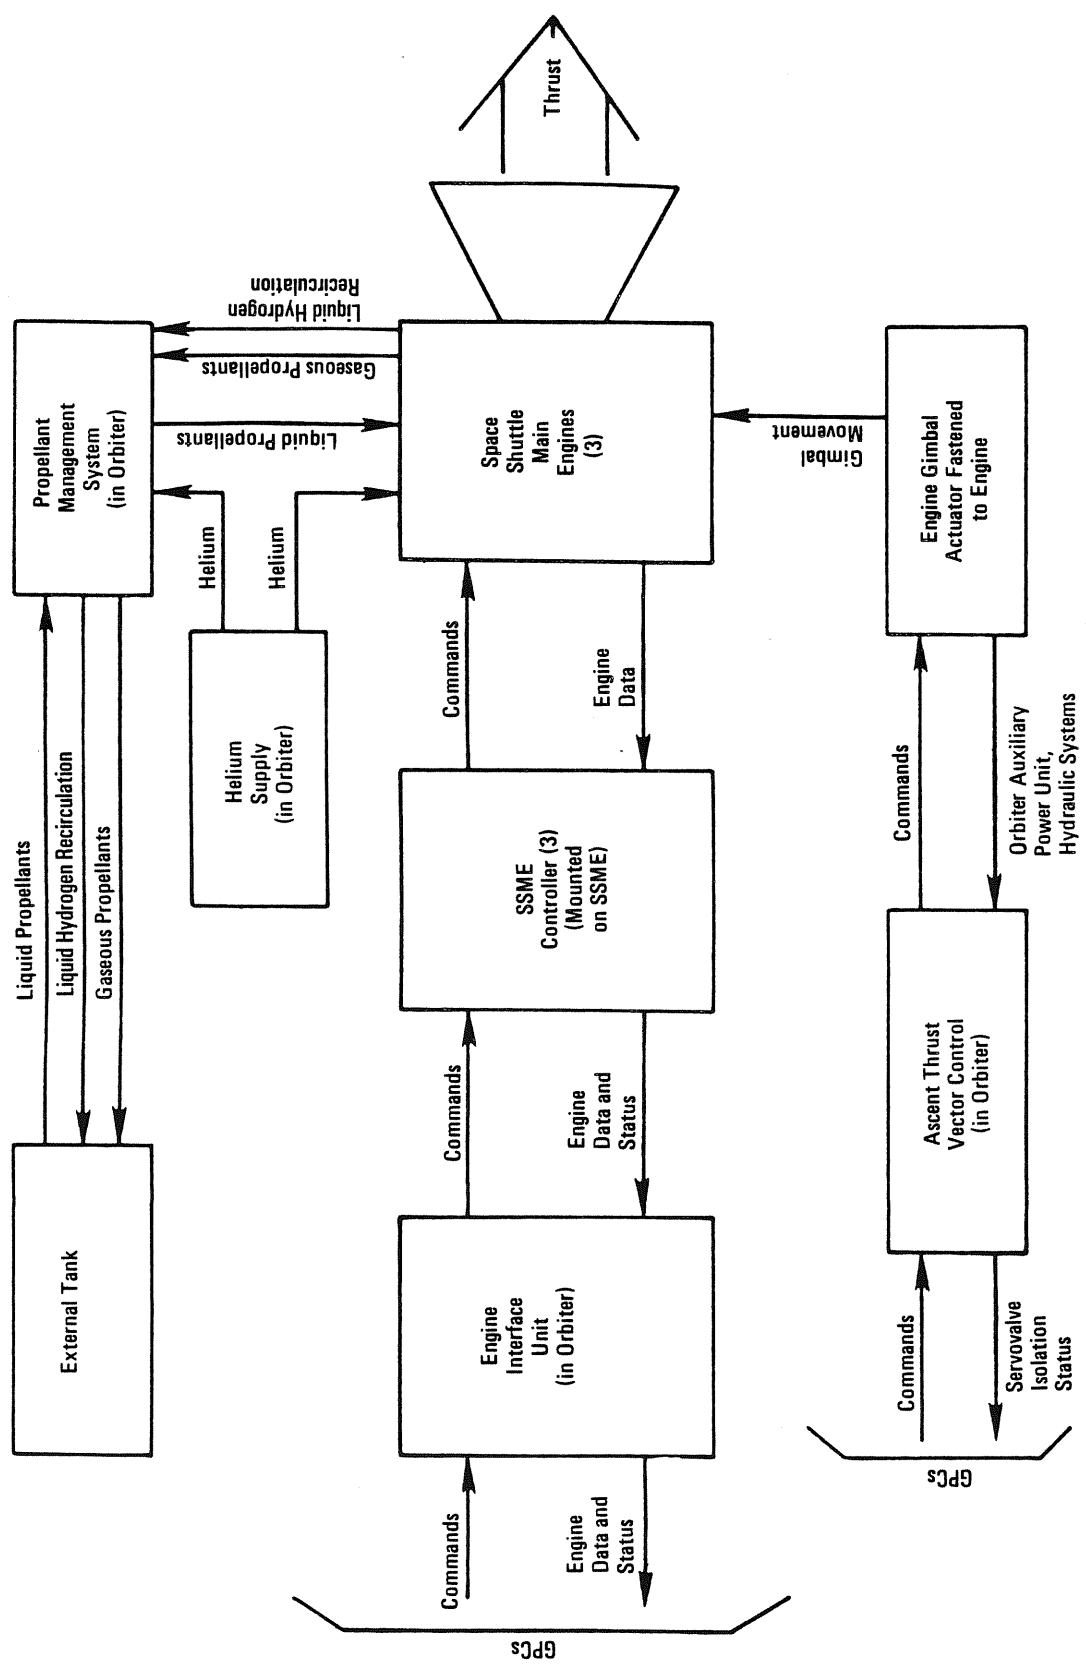 External Tank
Liquid Propellants
Liquid Hydrogen Recirculation
Gaseous Propellants
Propellant
Management
System
(in Orbiter)
Helium
Supply
(in Orbiter)
Helium
Helium
Liquid Propellants
Gaseous Propellants
Liquid Hydrogen
Recirculation
GPCs
Commands
Engine
Data and
Status
Engine
Interface
Unit
(in Orbiter)
Commands
Engine
Data and
Status
SSME
Controller (3)
(Mounted
on SSME)
Commands
Engine
Data
Space
Shuttle
Main
Engines
(3)
Thrust
GPCs
Commands
Servovalve
Isolation
Status
Ascent Thrust
Vector Control
(in Orbiter)
Commands
Orbiter Auxiliary
Power Unit,
Hydraulic Systems
Engine Gimbal
Actuator Fastened
to Engine
Gimbal
Movement